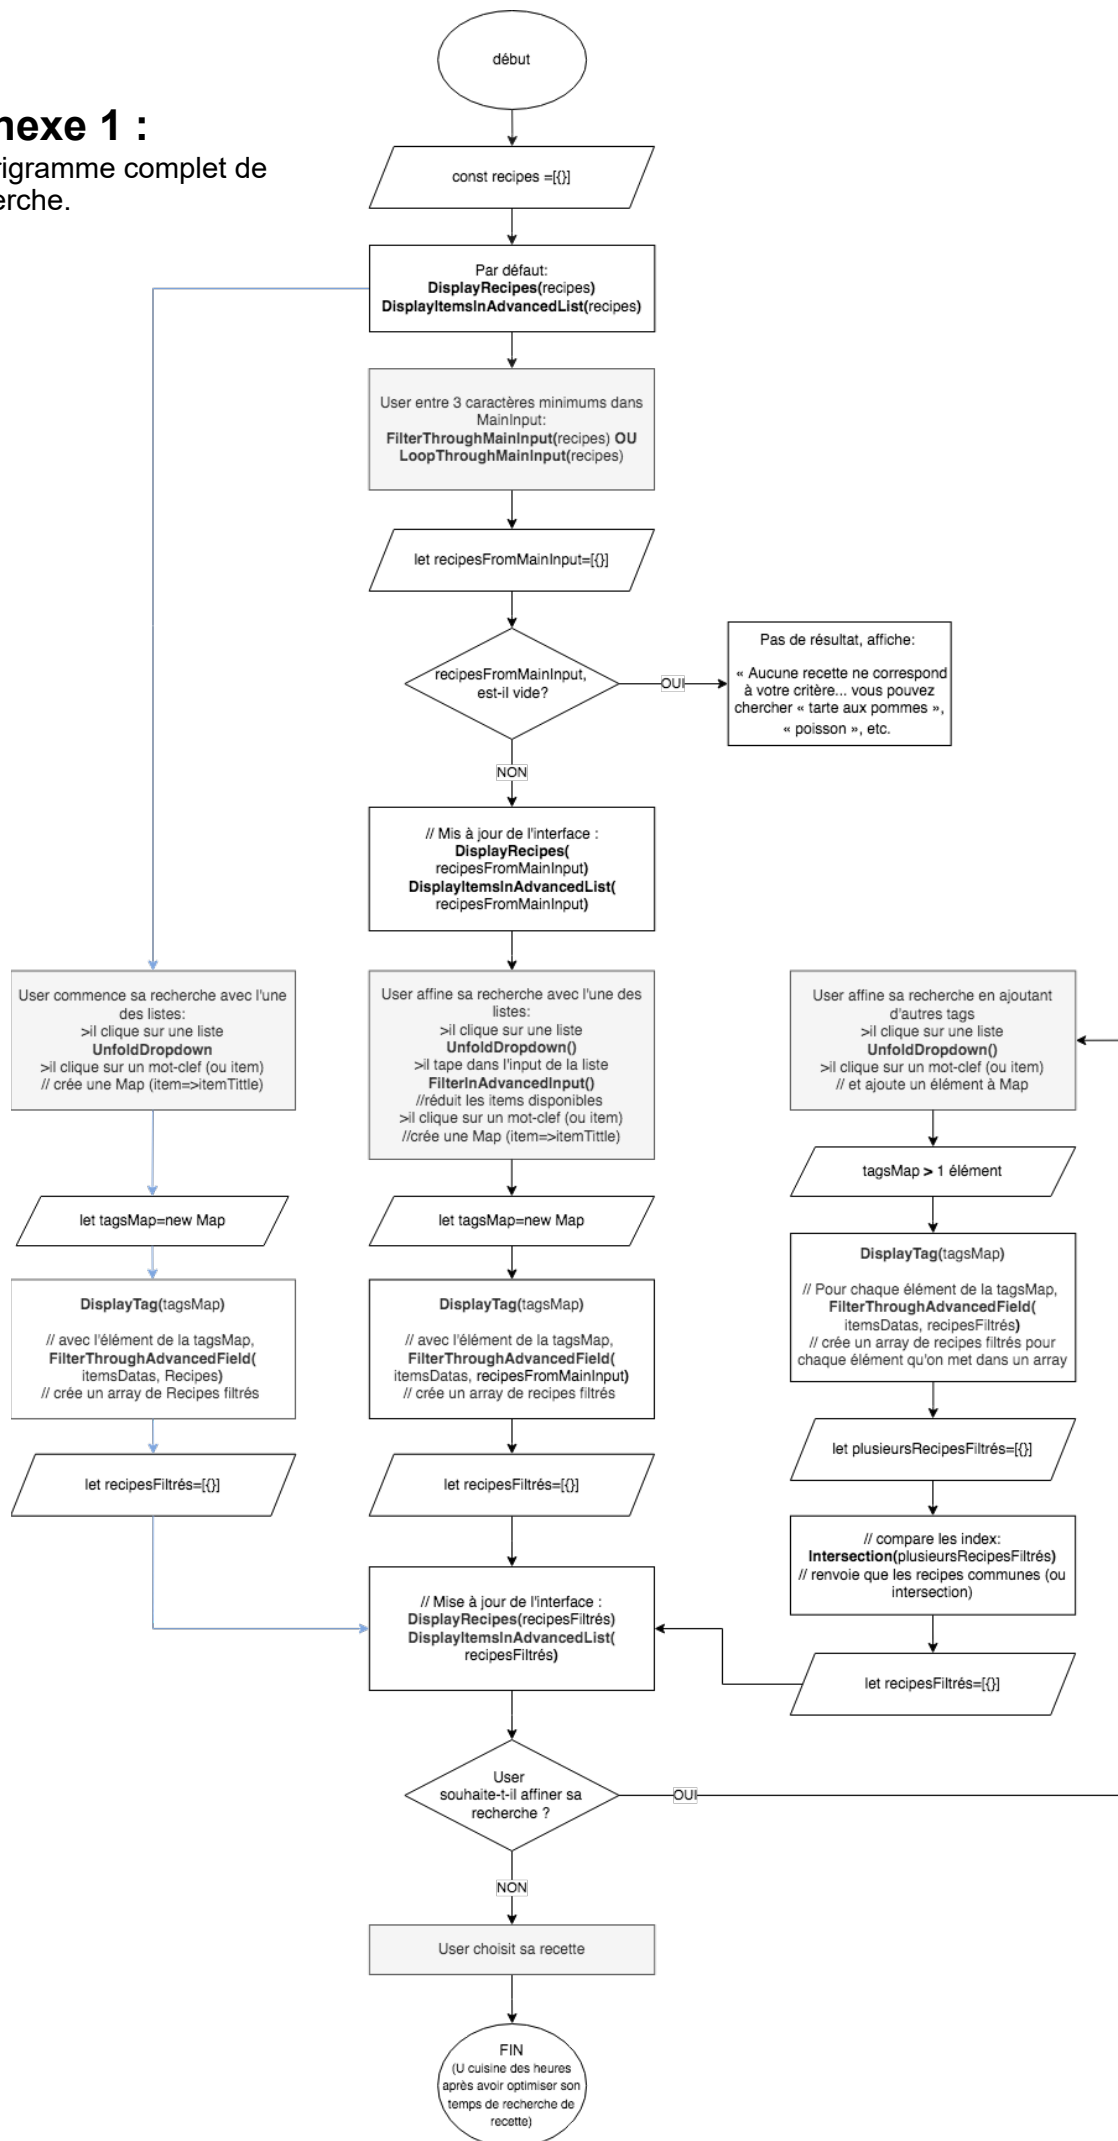 début
nexe 1 :
rigramme complet de
erche.
const recipes =[{}]
Par défaut:
DisplayRecipes(recipes)
DisplayItemsInAdvancedList(recipes)
User entre 3 caractères minimums dans
MainInput:
FilterThroughMainInput(recipes) OU
LoopThroughMainInput(recipes)
let recipesFromMainInput=[{}]
recipesFromMainInput,
est-il vide?
OUI
Pas de résultat, affiche:
« Aucune recette ne correspond
à votre critère... vous pouvez
chercher « tarte aux pommes »,
« poisson », etc.
NON
// Mis à jour de l'interface :
DisplayRecipes(
recipesFromMainInput)
DisplayItemsInAdvancedList(
recipesFromMainInput)
User commence sa recherche avec l'une
des listes:
>il clique sur une liste
UnfoldDropdown
>il clique sur un mot-clef (ou item)
// crée une Map (item=>itemTittle)
let tagsMap=new Map
DisplayTag(tagsMap)
// avec l'élément de la tagsMap,
FilterThroughAdvancedField(
itemsDatas, Recipes)
// crée un array de Recipes filtrés
let recipesFiltrés=[{}]
User affine sa recherche avec l'une des
listes:
>il clique sur une liste
UnfoldDropdown()
>il tape dans l'input de la liste
FilterInAdvancedInput()
//réduit les items disponibles
>il clique sur un mot-clef (ou item)
//crée une Map (item=>itemTittle)
let tagsMap=new Map
DisplayTag(tagsMap)
// avec l'élément de la tagsMap,
FilterThroughAdvancedField(
itemsDatas, recipesFromMainInput)
// crée un array de recipes filtrés
let recipesFiltrés=[{}]
User affine sa recherche en ajoutant
d'autres tags
>il clique sur une liste
UnfoldDropdown()
>il clique sur un mot-clef (ou item)
// et ajoute un élément à Map
tagsMap > 1 élément
DisplayTag(tagsMap)
// Pour chaque élément de la tagsMap,
FilterThroughAdvancedField(
itemsDatas, recipesFiltrés)
// crée un array de recipes filtrés pour
chaque élément qu'on met dans un array
let plusieursRecipesFiltrés=[{}]
// compare les index:
Intersection(plusieursRecipesFiltrés)
// renvoie que les recipes communes (ou
intersection)
let recipesFiltrés=[{}]
// Mise à jour de l'interface :
DisplayRecipes(recipesFiltrés)
DisplayItemsInAdvancedList(
recipesFiltrés)
User
souhaite-t-il affiner sa
recherche ?
OUI
NON
User choisit sa recette
FIN
(U cuisine des heures
après avoir optimiser son
temps de recherche de
recette)